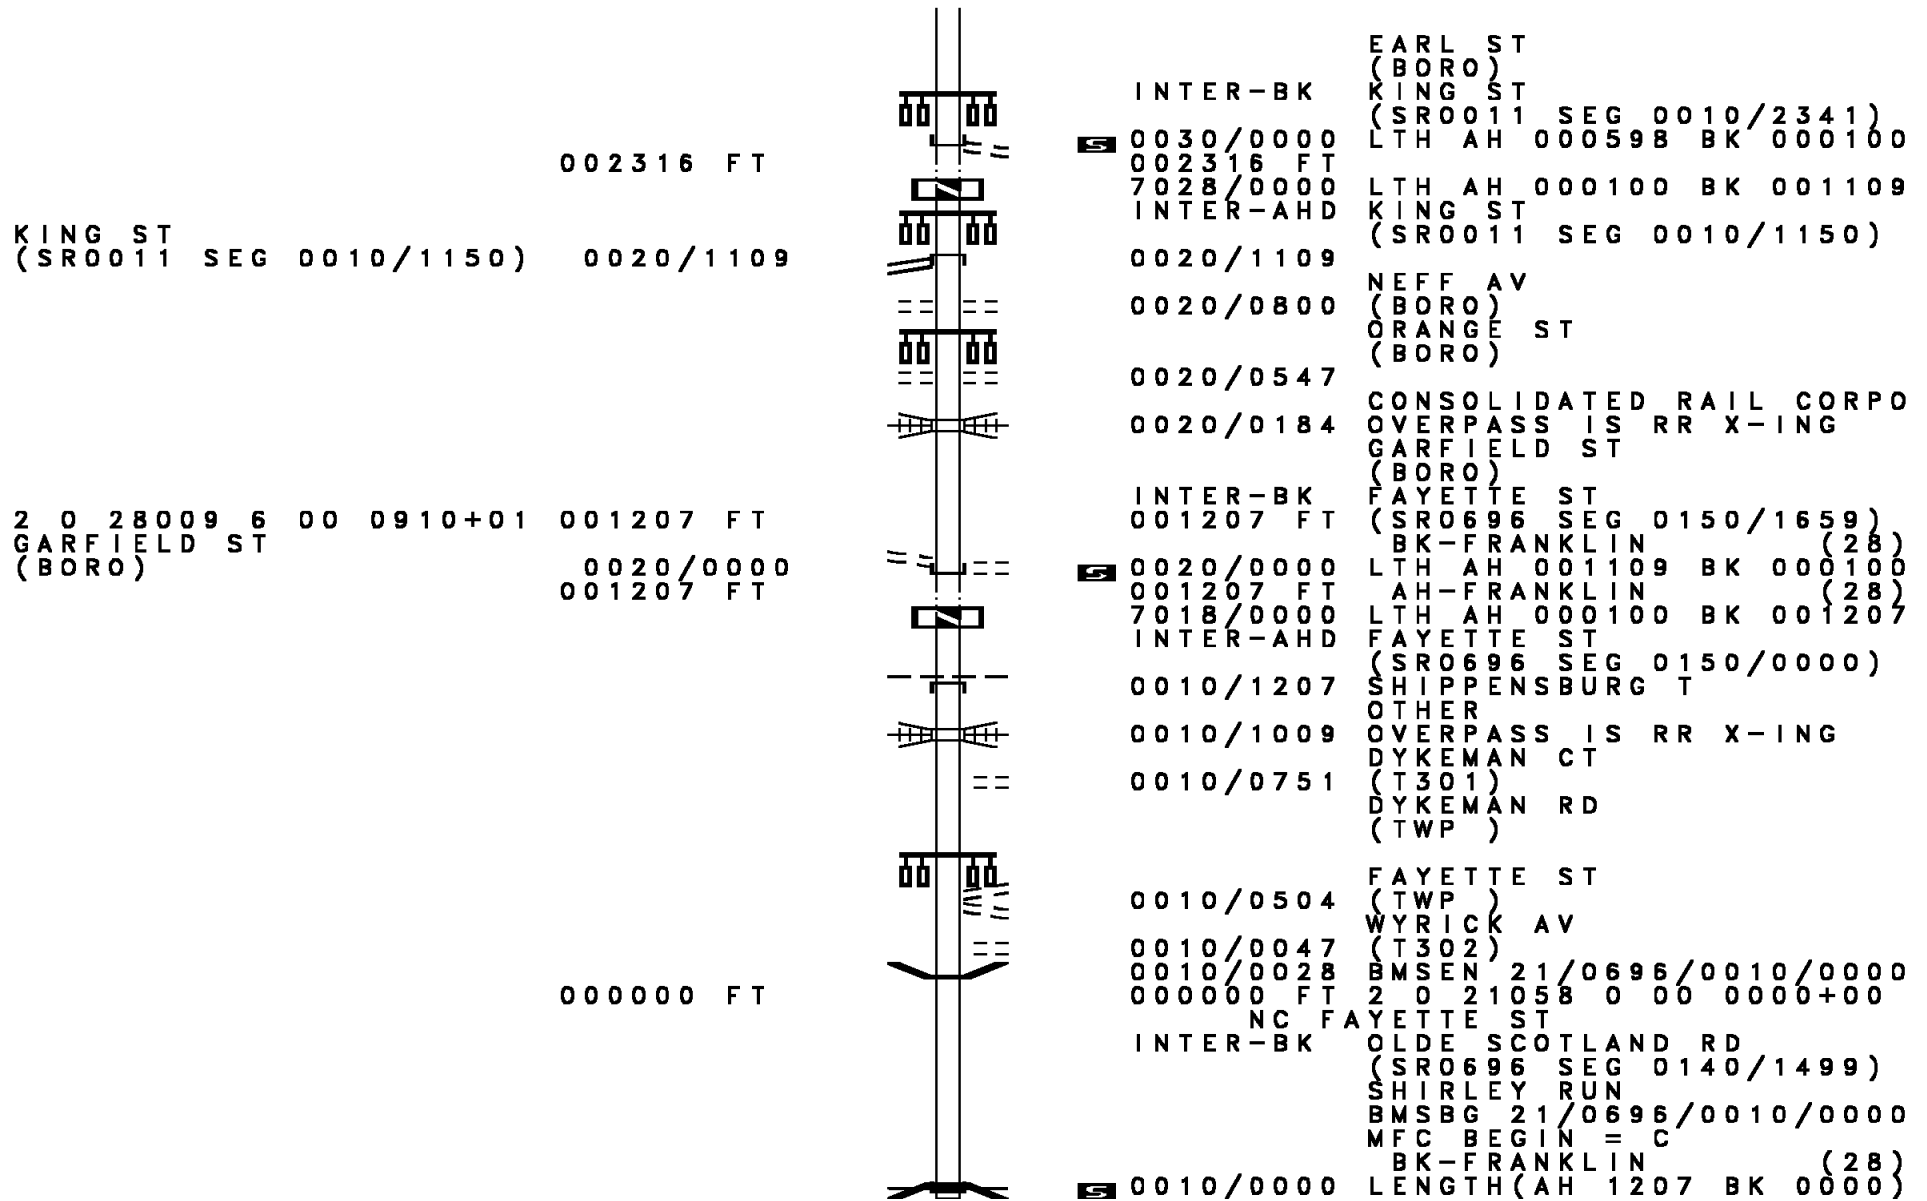 EARL ST
(BORO)
INTER-BK KING ST
(SR0011 SEG 0010/2341)
S 0030/0000 LTH AH 000598 BK 000100
002316 FT 002316 FT
7028/0000 LTH AH 000100 BK 001109
INTER-AHD KING ST
KING ST (SR0011 SEG 0010/1150)
(SR0011 SEG 0010/1150) 0020/1109 0020/1109
NEFF AV
0020/0800 (BORO)
ORANGE ST
(BORO)
0020/0547
CONSOLIDATED RAIL CORPO
0020/0184 OVERPASS IS RR X-ING
GARFIELD ST
(BORO)
INTER-BK FAYETTE ST
2 0 28009 6 00 0910+01 001207 FT 001207 FT (SR0696 SEG 0150/1659)
GARFIELD ST BK-FRANKLIN (28)
(BORO) 0020/0000 S 0020/0000 LTH AH 001109 BK 000100
001207 FT 001207 FT AH-FRANKLIN (28)
7018/0000 LTH AH 000100 BK 001207
INTER-AHD FAYETTE ST
(SR0696 SEG 0150/0000)
0010/1207 SHIPPENSBURG T
OTHER
0010/1009 OVERPASS IS RR X-ING
DYKEMAN CT
0010/0751 (T301)
DYKEMAN RD
(TWP )
FAYETTE ST
0010/0504 (TWP )
WYRICK AV
0010/0047 (T302)
0010/0028 BMSEN 21/0696/0010/0000
000000 FT 000000 FT 2 0 21058 0 00 0000+00
NC FAYETTE ST
INTER-BK OLDE SCOTLAND RD
(SR0696 SEG 0140/1499)
SHIRLEY RUN
BMSBG 21/0696/0010/0000
MFC BEGIN = C
BK-FRANKLIN (28)
S 0010/0000 LENGTH(AH 1207 BK 0000)